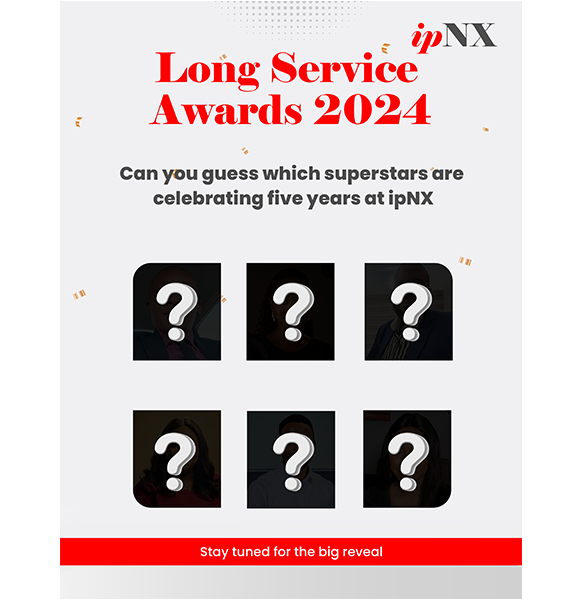 ipNX
Long Service
Awards 2024
Can you guess which superstars are
celebrating five years at ipNX
? ? ?
? ? ?
Stay tuned for the big reveal